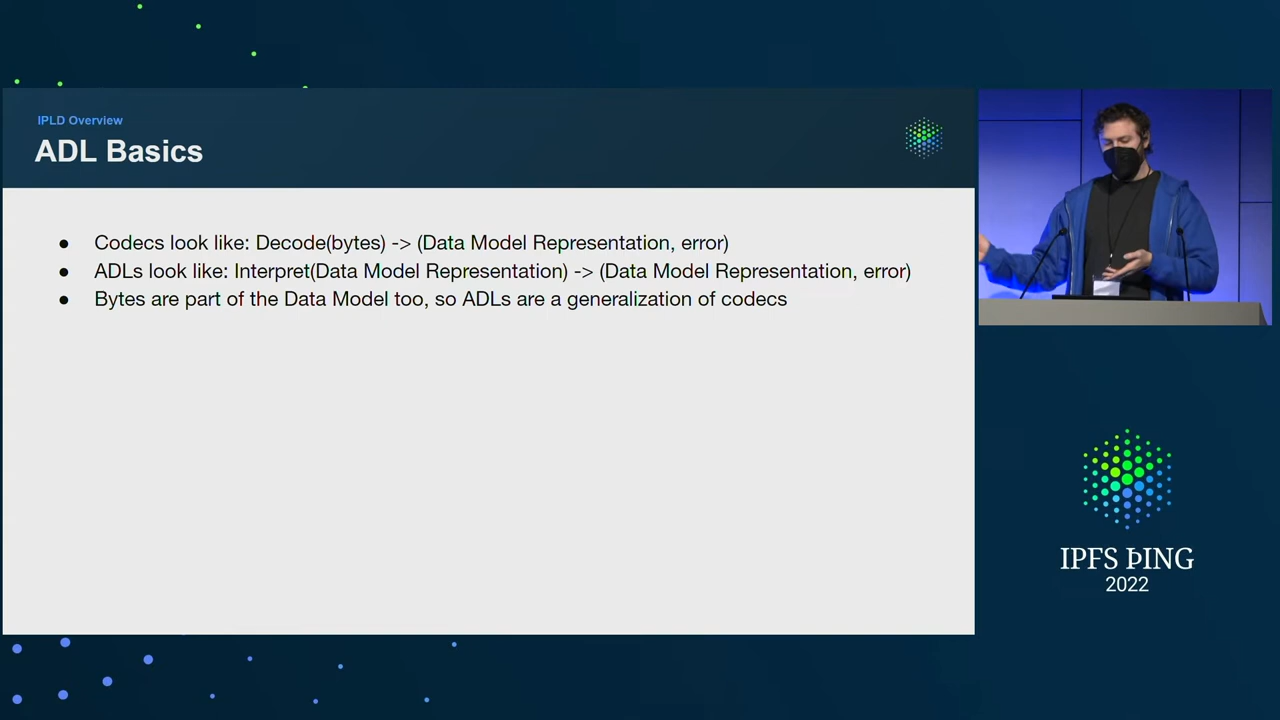 IPLD Overview
ADL Basics
● Codecs look like: Decode(bytes) -> (Data Model Representation, error)
● ADLs look like: Interpret(Data Model Representation) -> (Data Model Representation, error)
● Bytes are part of the Data Model too, so ADLs are a generalization of codecs
IPFS ÞING
2022